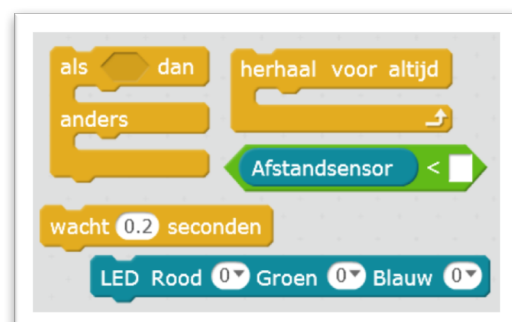 als dan
anders
herhaal voor altijd
Afstandsensor <
wacht 0.2 seconden
LED Rood 0 Groen 0 Blauw 0